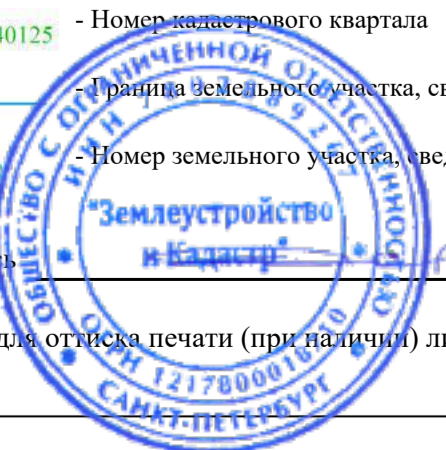 40125
- Номер кадастрового квартала
- Граница земельного участка, св
- Номер земельного участка, свед
ОБЩЕСТВО С ОГРАНИЧЕННОЙ ОТВЕТСТВЕННОСТЬЮ
ИНН
"Землеустройство
и Кадастр"
ОГРН
САНКТ-ПЕТЕРБУРГ
для оттиска печати (при наличии) ли